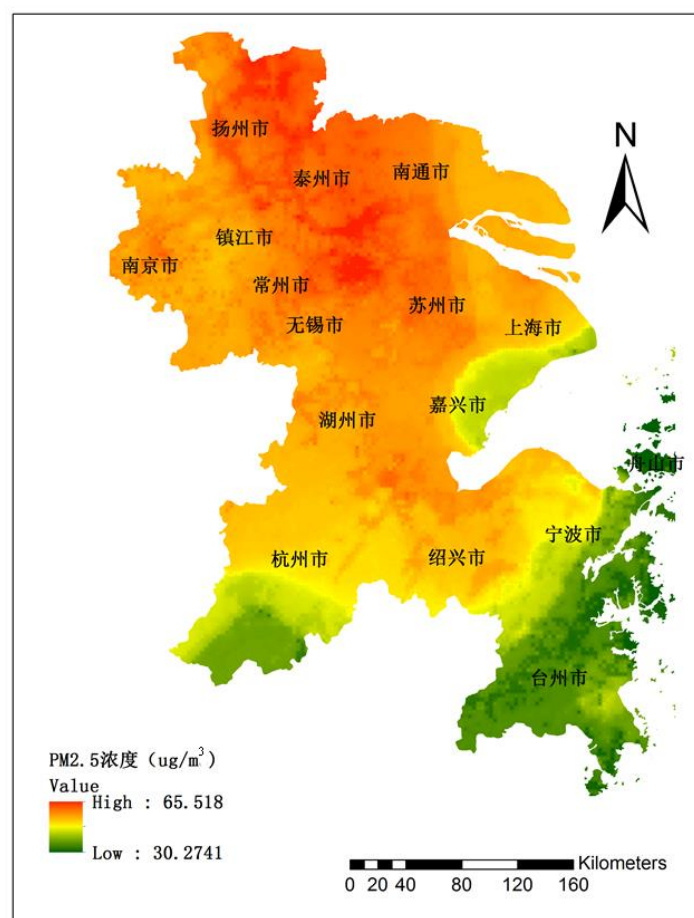 扬州市
泰州市
南通市
N
镇江市
南京市
常州市
苏州市
无锡市
上海市
嘉兴市
湖州市
舟山市
宁波市
杭州市
绍兴市
台州市
PM2.5浓度（ug/m³）
Value
High : 65.518
Low : 30.2741
Kilometers
0 20 40 80 120 160